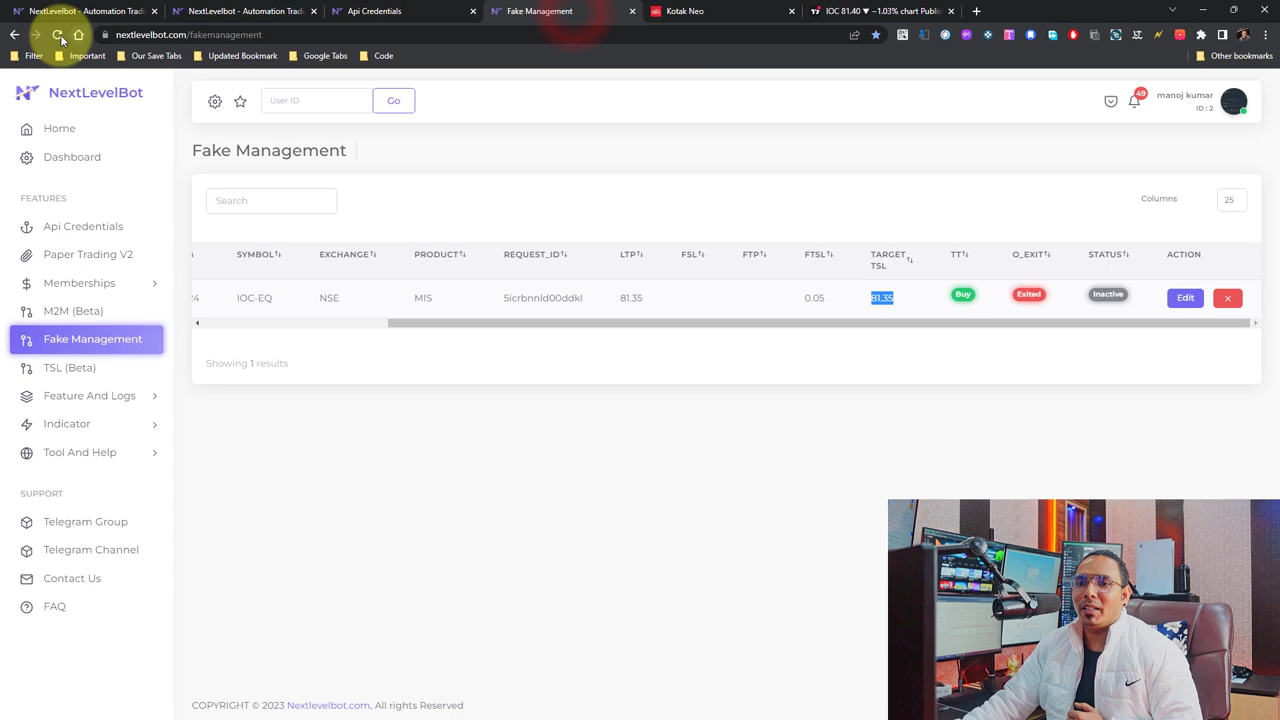 NextLevelBot - Automation Trad
NextLevelBot - Automation Tradi
Api Credentials
Fake Management
Kotak Neo
IOC 81.40 ▼ −1.03% chart Publis
nextlevelbot.com/fakemanagement
Filter
Important
Our Save Tabs
Updated Bookmark
Google Tabs
Code
Other bookmarks
NextLevelBot
User ID
Go
49
manoj kumar
ID : 2
Home
Dashboard
FEATURES
Api Credentials
Paper Trading V2
Memberships
M2M (Beta)
Fake Management
TSL (Beta)
Feature And Logs
Indicator
Tool And Help
SUPPORT
Telegram Group
Telegram Channel
Contact Us
FAQ
Fake Management
Search
Columns
25
SYMBOL EXCHANGE PRODUCT REQUEST_ID LTP FSL FTP FTSL TARGET TSL TT O_EXIT STATUS ACTION
24 IOC-EQ NSE MIS 5icrbnnld00ddkl 81.35 0.05 81.35 Buy Exited Inactive Edit
Showing 1 results
COPYRIGHT © 2023 Nextlevelbot.com, All rights Reserved